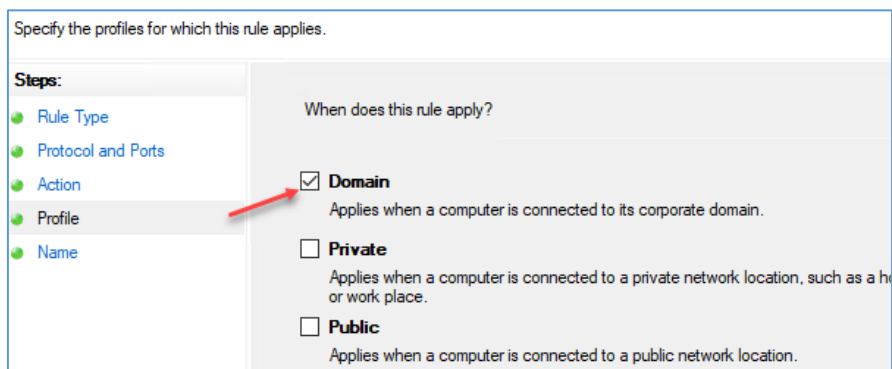 Specify the profiles for which this rule applies.
Steps:
Rule Type
Protocol and Ports
Action
Profile
Name
When does this rule apply?
Domain
Applies when a computer is connected to its corporate domain.
Private
Applies when a computer is connected to a private network location, such as a
or work place.
Public
Applies when a computer is connected to a public network location.